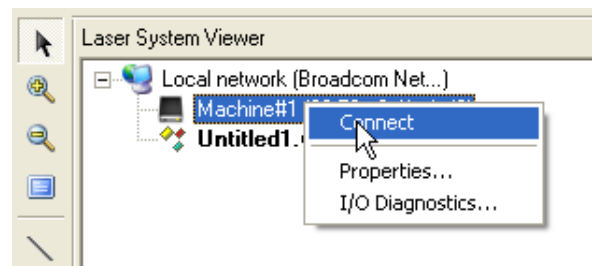 Laser System Viewer
Local network (Broadcom Net...)
Machine#1
Connect
Untitled1.
Properties...
I/O Diagnostics...